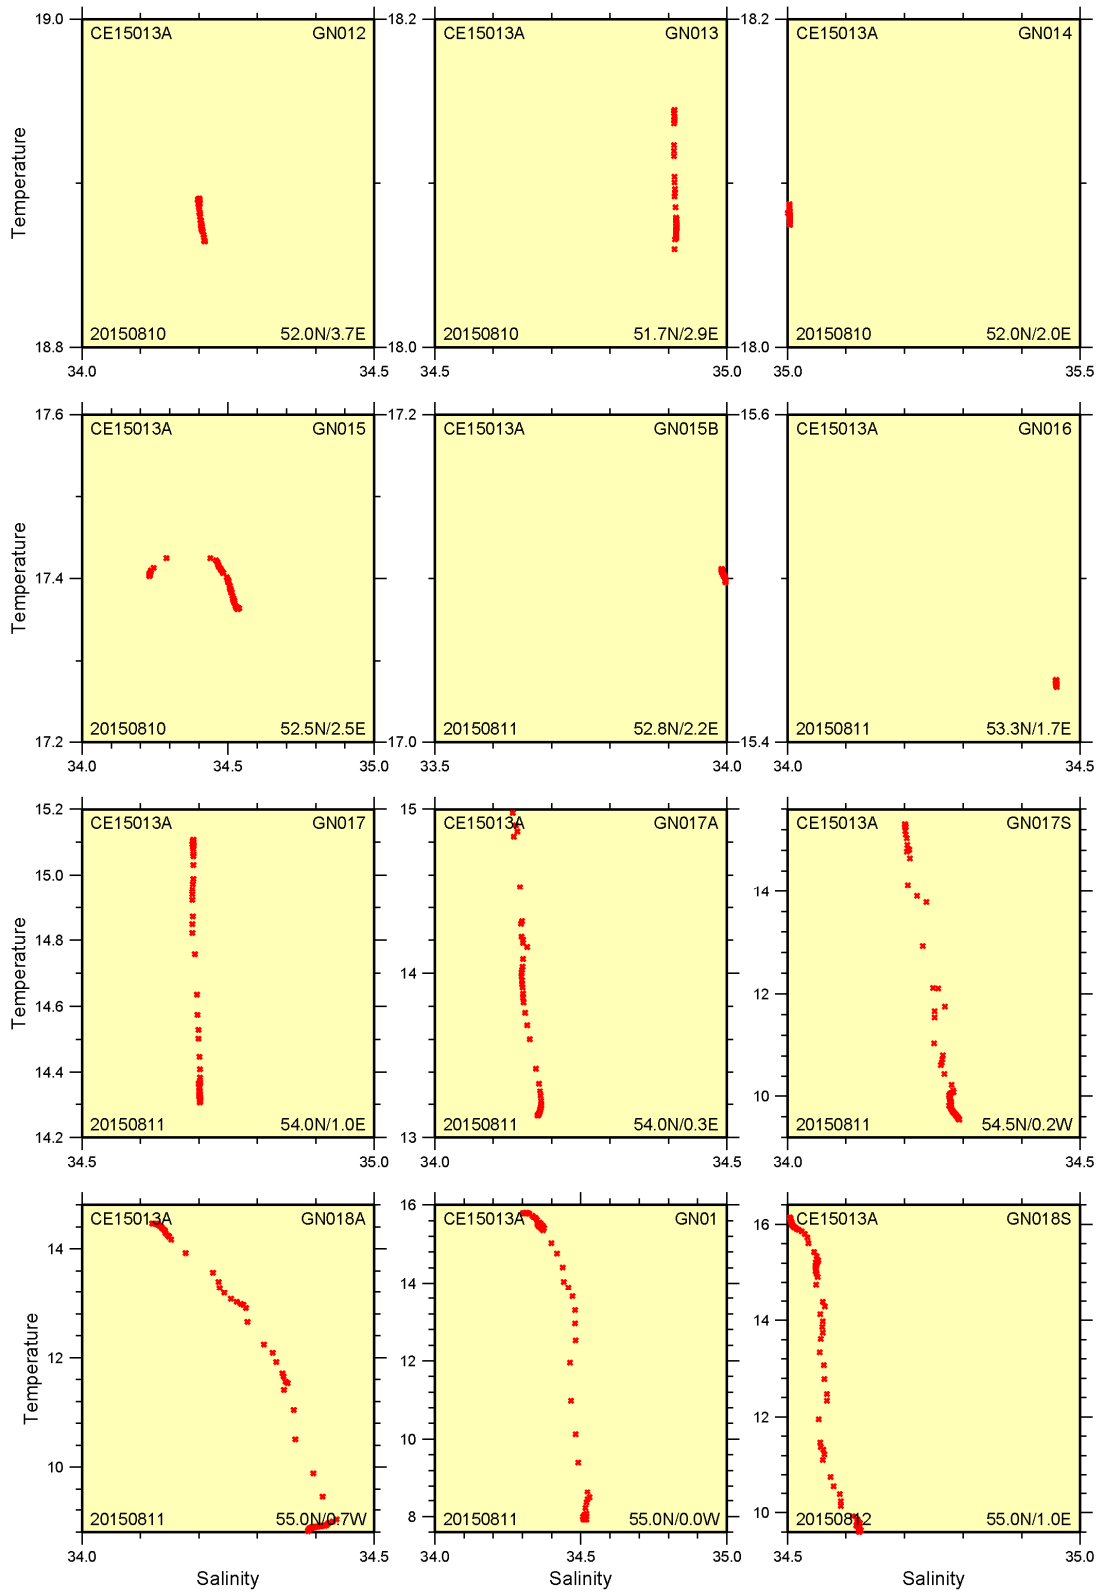 19.0 18.2 18.2
CE15013A GN012 CE15013A GN013 CE15013A GN014
Temperature
20150810 52.0N/3.7E 20150810 51.7N/2.9E 20150810 52.0N/2.0E
18.8 18.0 18.0
34.0 34.5 34.5 35.0 35.0 35.5
17.6 17.2 15.6
CE15013A GN015 CE15013A GN015B CE15013A GN016
17.4
Temperature
20150810 52.5N/2.5E 20150811 52.8N/2.2E 20150811 53.3N/1.7E
17.2 17.0 15.4
34.0 34.5 35.0 33.5 34.0 34.0 34.5
15.2 15
CE15013A GN017 CE15013A GN017A CE15013A GN017S
15.0
14
14.8
Temperature
14
14.6
12
14.4
10
20150811 54.0N/1.0E 20150811 54.0N/0.3E 20150811 54.5N/0.2W
14.2 13
34.5 35.0 34.0 34.5 34.0 34.5
16
CE15013A GN018A CE15013A GN01 CE15013A GN018S
16
14
14
14
Temperature
12
12
12
10
10
10
8
20150811 55.0N/0.7W 20150811 55.0N/0.0W 20150812 55.0N/1.0E
34.0 34.5 34.0 34.5 35.0 34.5 35.0
Salinity Salinity Salinity